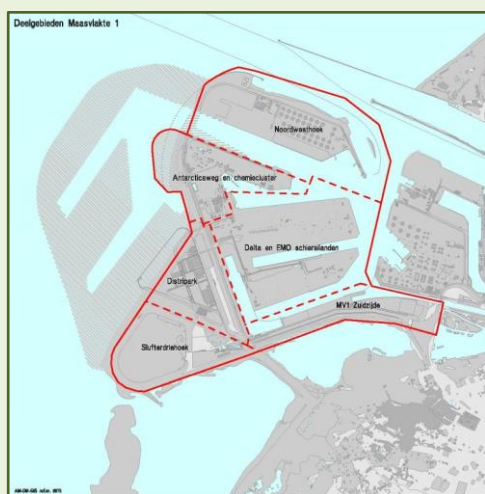 Deelgebieden Maasvlakte 1
Noordwesthoek
Antarcticaweg en chemiecluster
Delta en EMO schiereilanden
Distripark
MV1 Zuidzijde
Slufterdriehoek